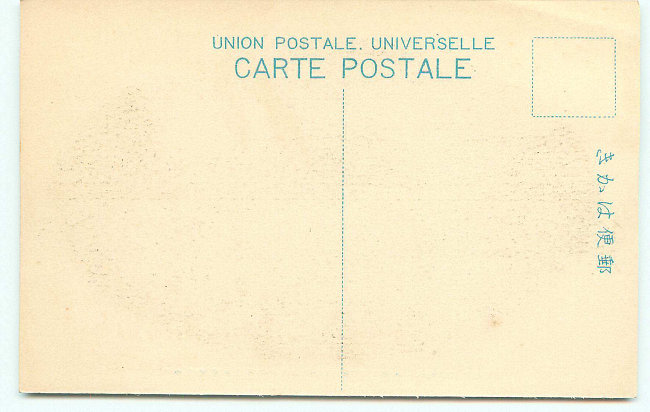 UNION POSTALE. UNIVERSELLE
CARTE POSTALE
郵便はかき